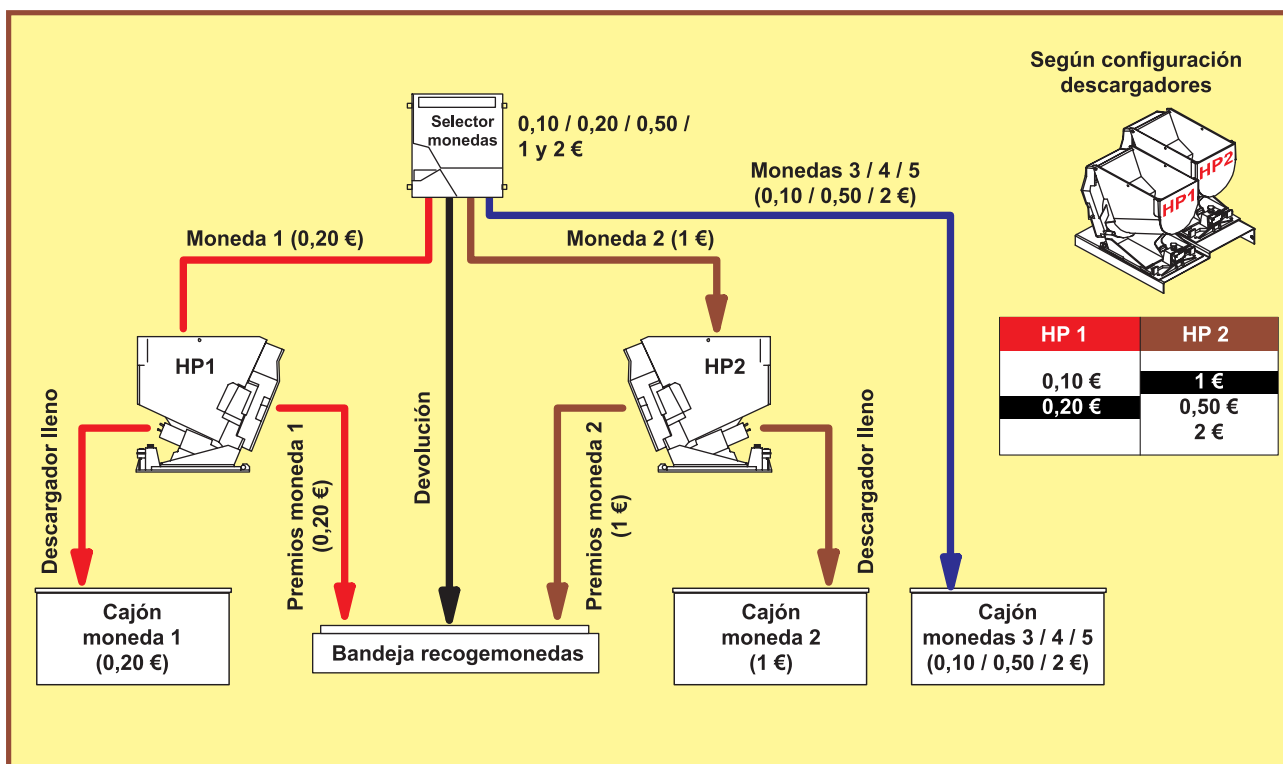 Según configuración
descargadores
Selector
monedas
0,10 / 0,20 / 0,50 /
1 y 2 €
Monedas 3 / 4 / 5
(0,10 / 0,50 / 2 €)
HP2
HP1
Moneda 1 (0,20 €)
Moneda 2 (1 €)
HP 1
HP 2
0,10 €
1 €
0,20 €
0,50 €
2 €
HP1
HP2
Descargador lleno
Premios moneda 1
(0,20 €)
Devolución
Premios moneda 2
(1 €)
Descargador lleno
Cajón
moneda 1
(0,20 €)
Bandeja recogemonedas
Cajón
moneda 2
(1 €)
Cajón
monedas 3 / 4 / 5
(0,10 / 0,50 / 2 €)